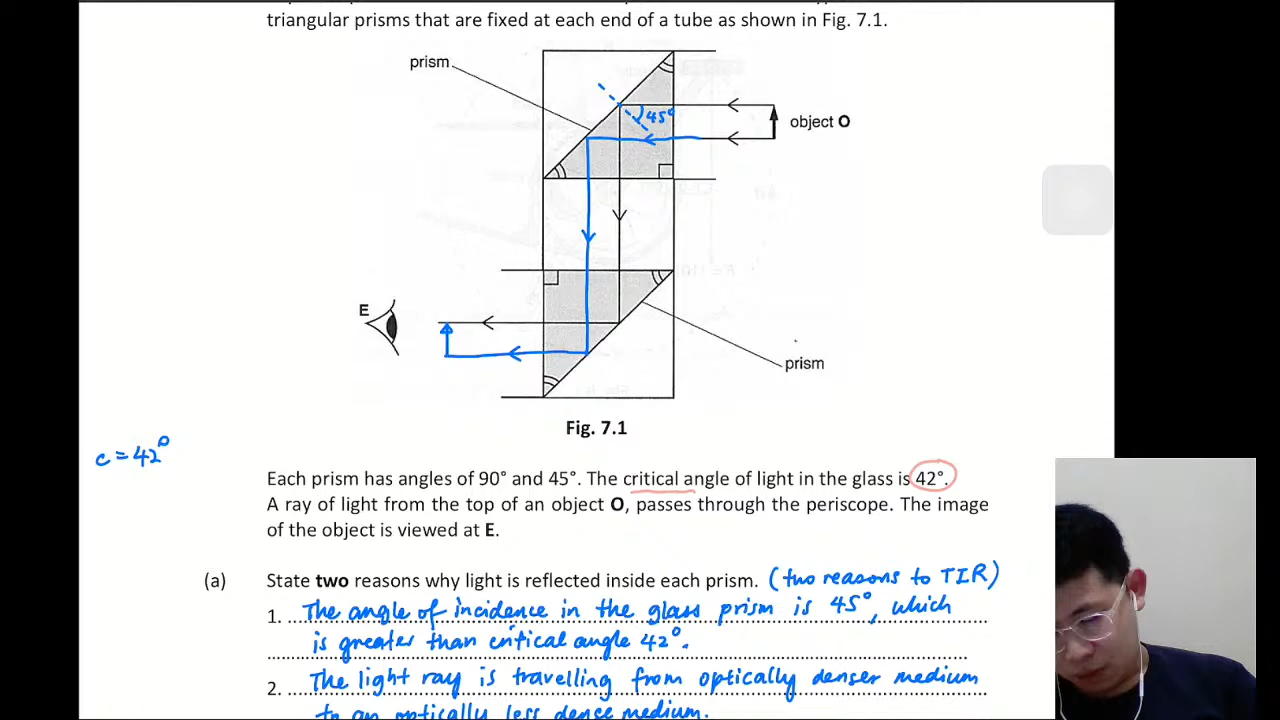 triangular prisms that are fixed at each end of a tube as shown in Fig. 7.1.
prism
45°
object O
E
prism
Fig. 7.1
c = 42°
Each prism has angles of 90° and 45°. The critical angle of light in the glass is 42°.
A ray of light from the top of an object O, passes through the periscope. The image
of the object is viewed at E.
(a) State two reasons why light is reflected inside each prism. (two reasons to TIR)
1. The angle of incidence in the glass prism is 45°, which
is greater than critical angle 42°.
2. The light ray is travelling from optically denser medium
to an optically less dence medium.